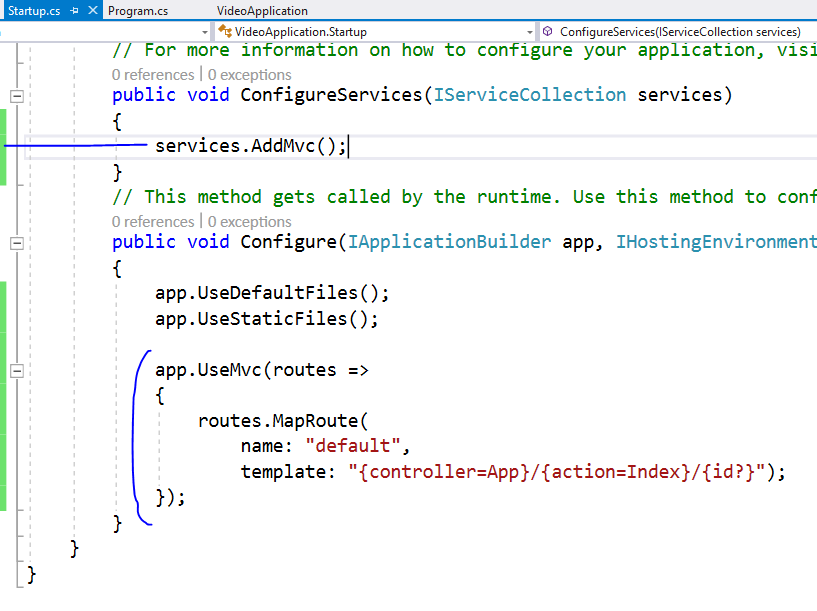 Startup.cs Program.cs VideoApplication
VideoApplication.Startup ConfigureServices(IServiceCollection services)
// For more information on how to configure your application, visi
0 references | 0 exceptions
public void ConfigureServices(IServiceCollection services)
{
services.AddMvc();
}
// This method gets called by the runtime. Use this method to conf
0 references | 0 exceptions
public void Configure(IApplicationBuilder app, IHostingEnvironment
{
app.UseDefaultFiles();
app.UseStaticFiles();
app.UseMvc(routes =>
{
routes.MapRoute(
name: "default",
template: "{controller=App}/{action=Index}/{id?}");
});
}
}
}